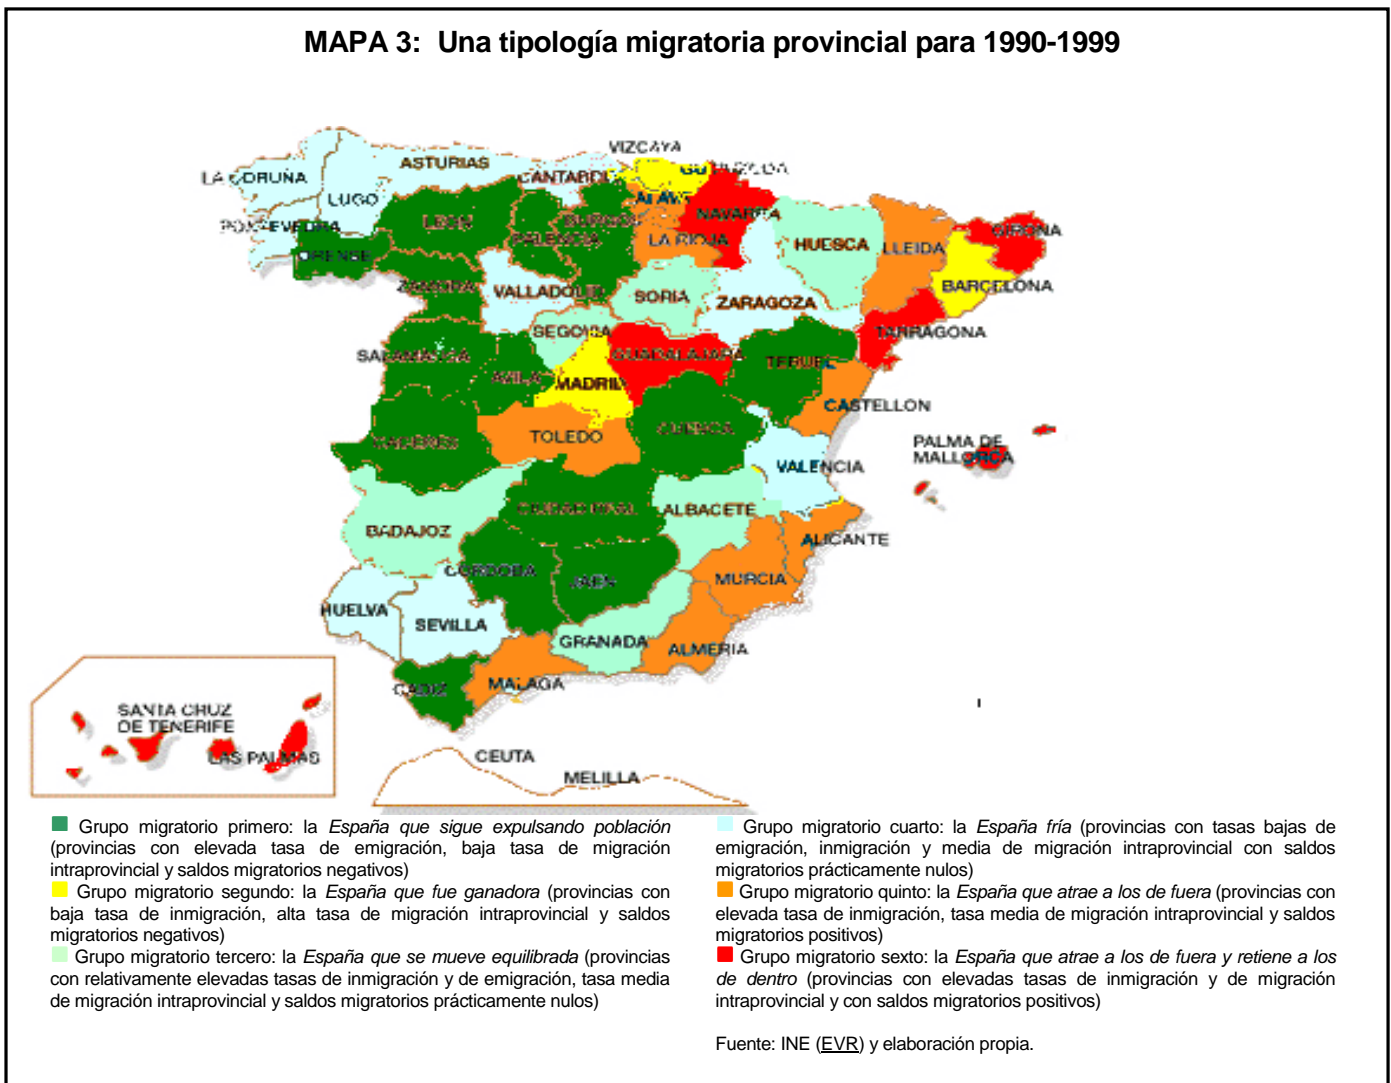 MAPA 3: Una tipología migratoria provincial para 1990-1999
VIZCAYA
ASTURIAS
CANTABRI
LA CORUÑA
LUGO
NAVARRA
PONTEVEDRA
LEON
BURGOS
PALENCIA
ALAVA
LA RIOJA
HUESCA
LLEIDA
GIRONA
ORENSE
ZAMORA
VALLADOLID
SORIA
ZARAGOZA
BARCELONA
SEGOVIA
TARRAGONA
SALAMANCA
GUADALAJARA
TERUEL
AVILA
MADRID
CASTELLON
CACERES
TOLEDO
CUENCA
PALMA DE
MALLORCA
VALENCIA
CIUDAD REAL
ALBACETE
BADAJOZ
ALICANTE
CORDOBA
JAEN
MURCIA
HUELVA
SEVILLA
GRANADA
ALMERIA
CADIZ
MALAGA
SANTA CRUZ
DE TENERIFE
LAS PALMAS
CEUTA
MELILLA
Grupo migratorio primero: la España que sigue expulsando población
(provincias con elevada tasa de emigración, baja tasa de migración
intraprovincial y saldos migratorios negativos)
Grupo migratorio segundo: la España que fue ganadora (provincias con
baja tasa de inmigración, alta tasa de migración intraprovincial y saldos
migratorios negativos)
Grupo migratorio tercero: la España que se mueve equilibrada (provincias
con relativamente elevadas tasas de inmigración y de emigración, tasa media
de migración intraprovincial y saldos migratorios prácticamente nulos)
Grupo migratorio cuarto: la España fría (provincias con tasas bajas de
emigración, inmigración y media de migración intraprovincial con saldos
migratorios prácticamente nulos)
Grupo migratorio quinto: la España que atrae a los de fuera (provincias con
elevada tasa de inmigración, tasa media de migración intraprovincial y saldos
migratorios positivos)
Grupo migratorio sexto: la España que atrae a los de fuera y retiene a los
de dentro (provincias con elevadas tasas de inmigración y de migración
intraprovincial y con saldos migratorios positivos)
Fuente: INE (EVR) y elaboración propia.